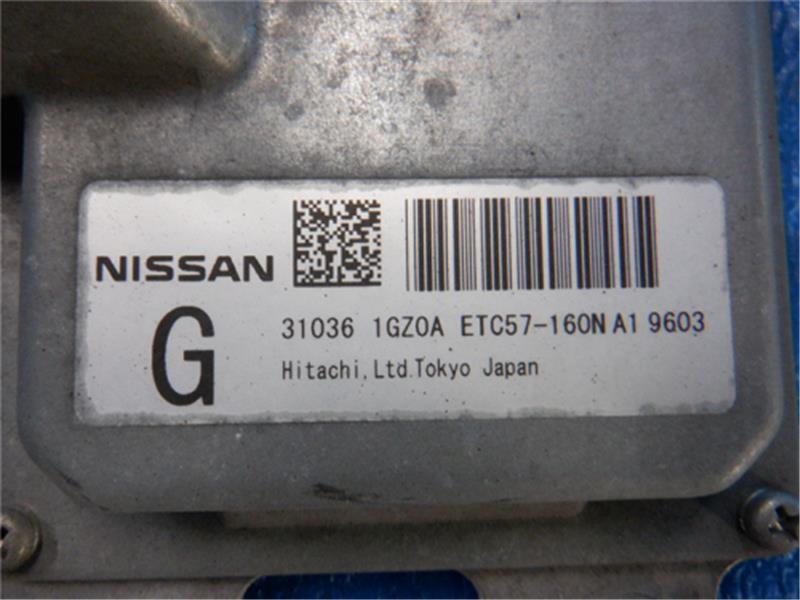 NISSAN
G
31036 1GZ0A ETC57-160N A1 9603
Hitachi,Ltd.Tokyo Japan